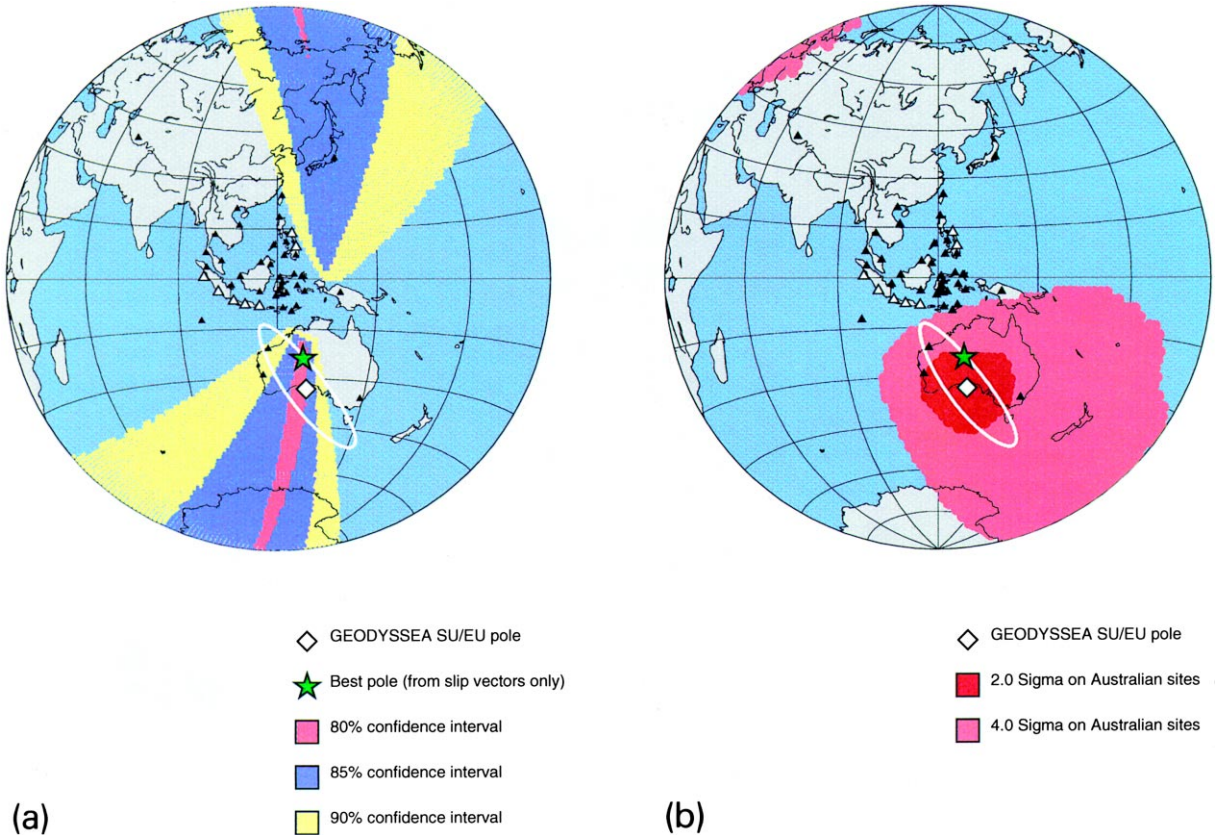 GEODYSSEA SU/EU pole
Best pole (from slip vectors only)
80% confidence interval
85% confidence interval
90% confidence interval
(a)
GEODYSSEA SU/EU pole
2.0 Sigma on Australian sites
4.0 Sigma on Australian sites
(b)